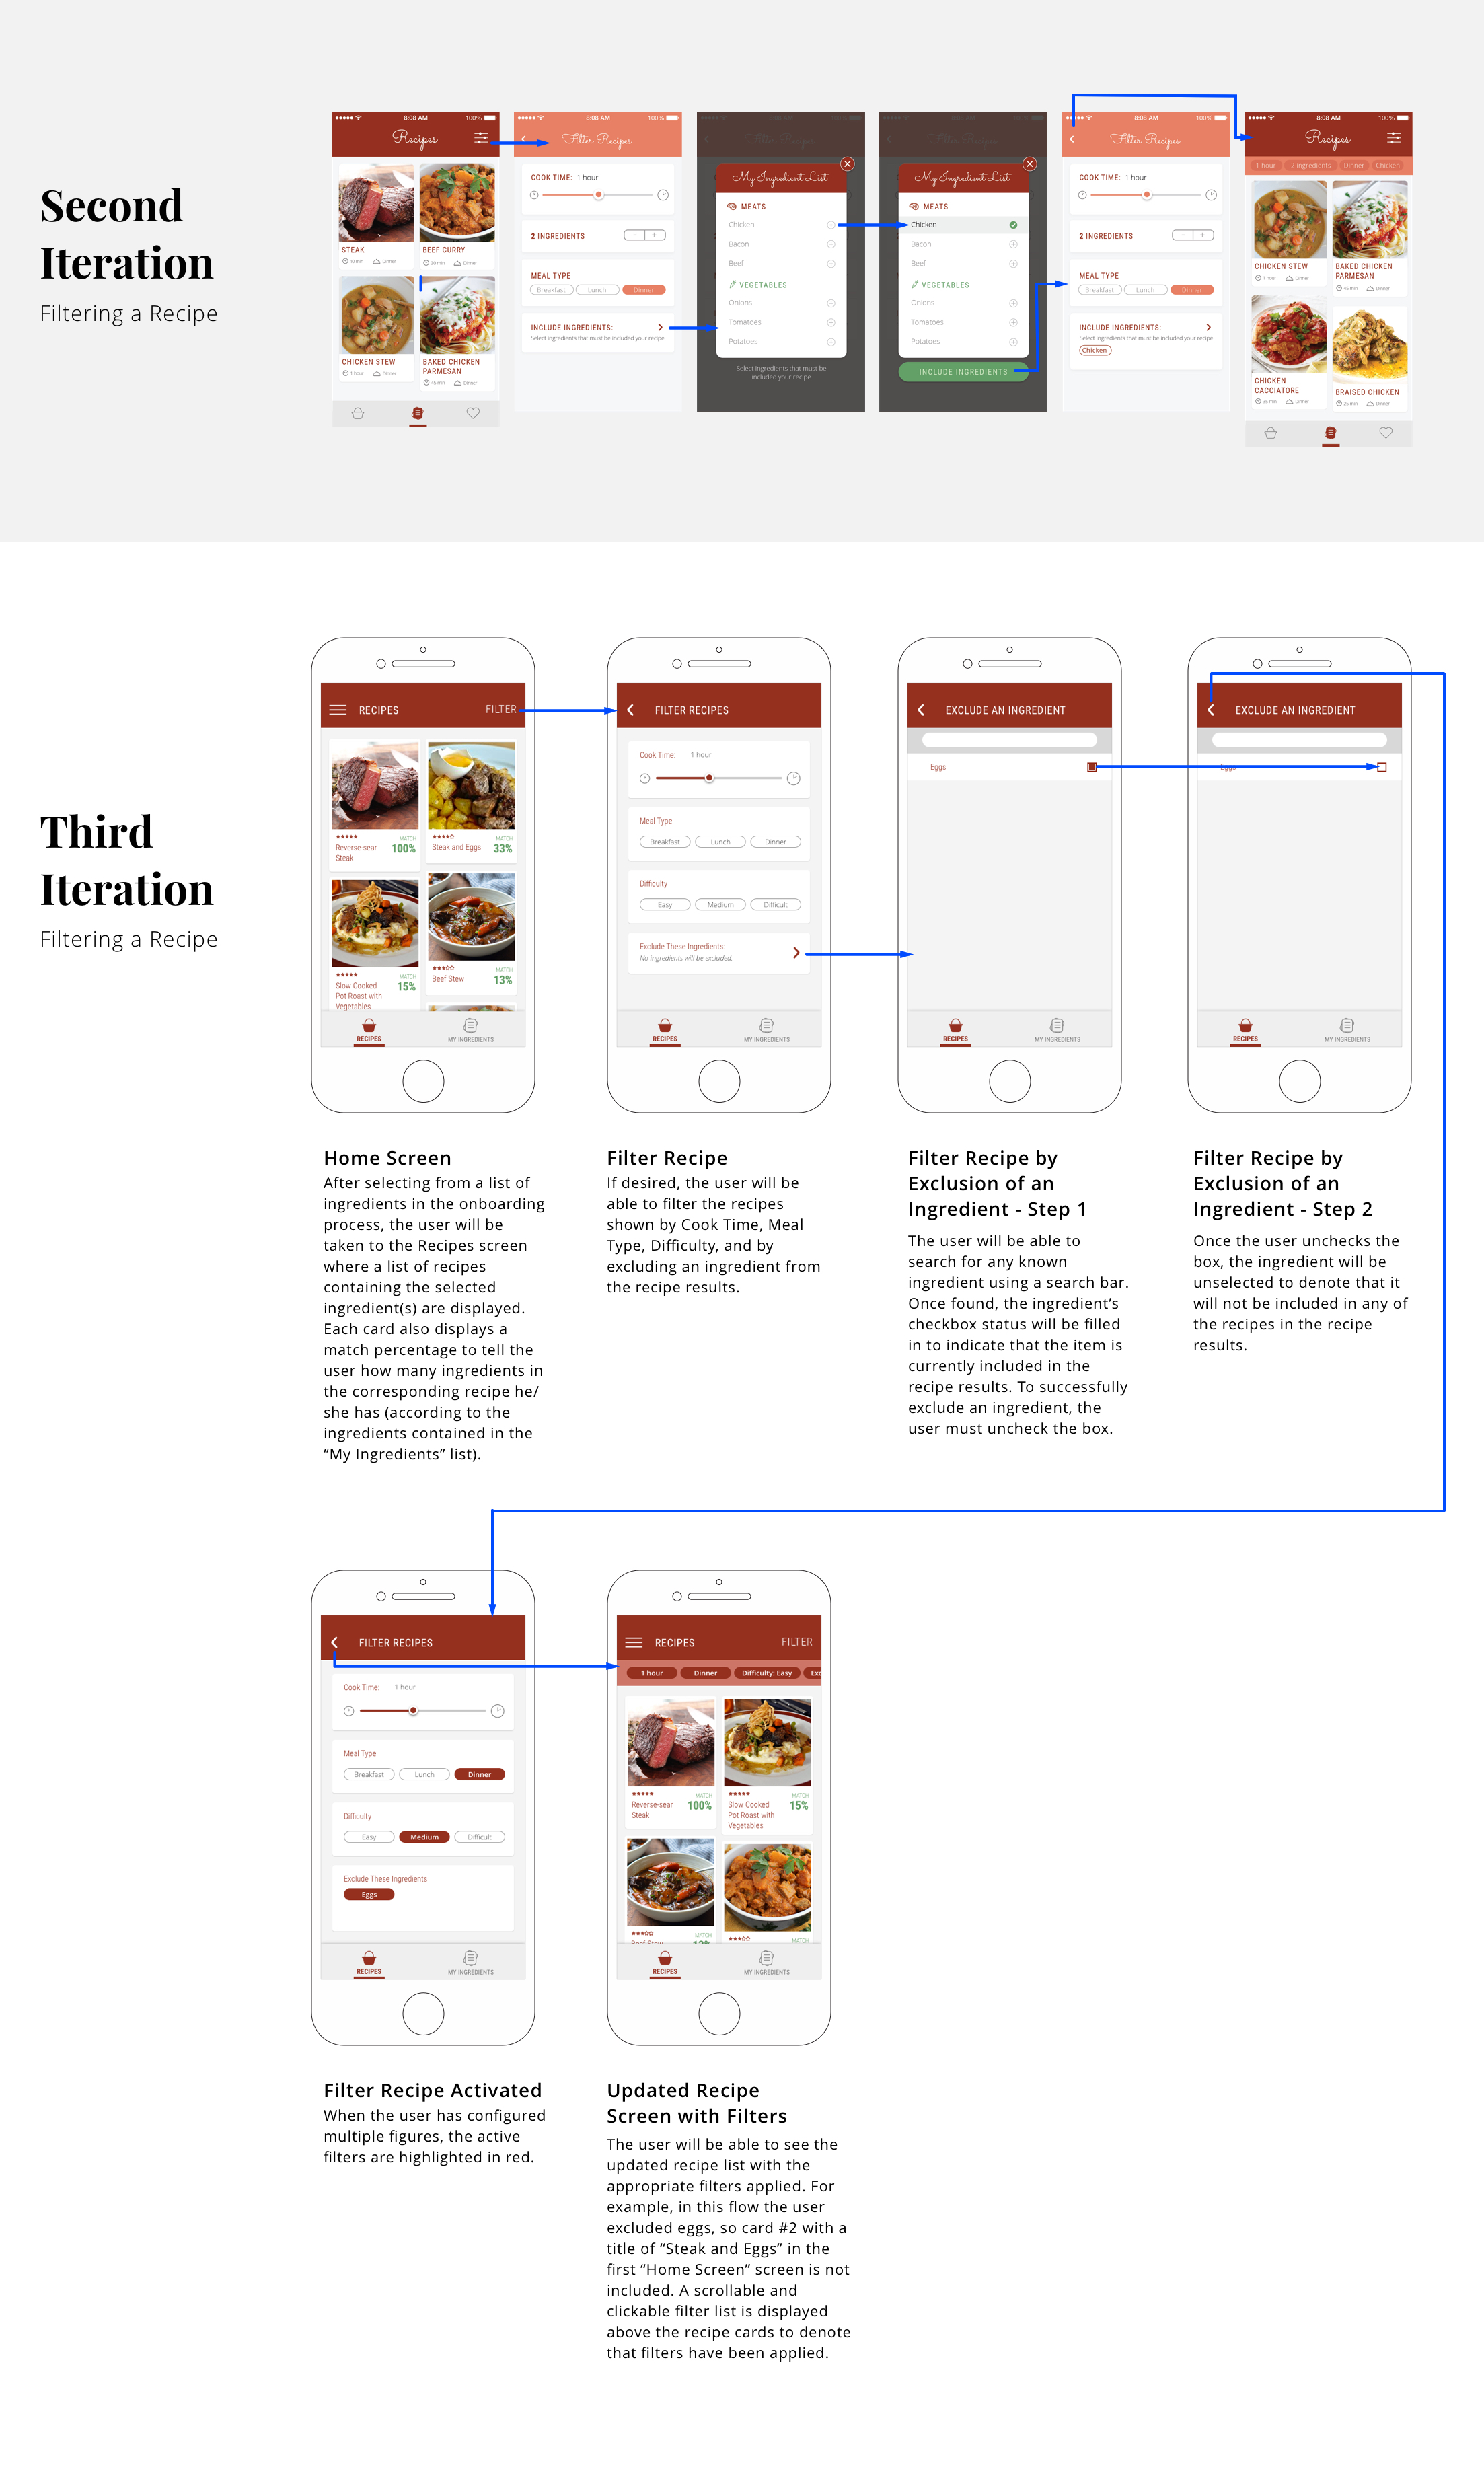 Second
Iteration
Filtering a Recipe
8:08 AM
100%
Recipes
STEAK
30 min
Dinner
BEEF CURRY
30 min
Dinner
CHICKEN STEW
1 hour
Dinner
BAKED CHICKEN
PARMESAN
45 min
Dinner
8:08 AM
100%
Filter Recipes
COOK TIME: 1 hour
2 INGREDIENTS
- +
MEAL TYPE
Breakfast
Lunch
Dinner
INCLUDE INGREDIENTS:
Select ingredients that must be included your recipe
My Ingredient List
MEATS
Chicken
Bacon
Beef
VEGETABLES
Onions
Tomatoes
Potatoes
Select ingredients that must be
included your recipe
My Ingredient List
MEATS
Chicken
Bacon
Beef
VEGETABLES
Onions
Tomatoes
Potatoes
INCLUDE INGREDIENTS
8:08 AM
100%
Filter Recipes
COOK TIME: 1 hour
2 INGREDIENTS
- +
MEAL TYPE
Breakfast
Lunch
Dinner
INCLUDE INGREDIENTS:
Select ingredients that must be included your recipe
Chicken
8:08 AM
100%
Recipes
1 hour
2 ingredients
Dinner
Chicken
CHICKEN STEW
1 hour
Dinner
BAKED CHICKEN
PARMESAN
45 min
Dinner
CHICKEN
CACCIATORE
35 min
Dinner
BRAISED CHICKEN
25 min
Dinner
Third
Iteration
Filtering a Recipe
RECIPES
FILTER
Reverse-sear
Steak
MATCH
100%
Steak and Eggs
MATCH
33%
Slow Cooked
Pot Roast with
Vegetables
MATCH
15%
Beef Stew
MATCH
13%
RECIPES
MY INGREDIENTS
FILTER RECIPES
Cook Time: 1 hour
Meal Type
Breakfast
Lunch
Dinner
Difficulty
Easy
Medium
Difficult
Exclude These Ingredients:
No ingredients will be excluded.
RECIPES
MY INGREDIENTS
EXCLUDE AN INGREDIENT
Eggs
RECIPES
MY INGREDIENTS
EXCLUDE AN INGREDIENT
Eggs
RECIPES
MY INGREDIENTS
Home Screen
After selecting from a list of
ingredients in the onboarding
process, the user will be
taken to the Recipes screen
where a list of recipes
containing the selected
ingredient(s) are displayed.
Each card also displays a
match percentage to tell the
user how many ingredients in
the corresponding recipe he/
she has (according to the
ingredients contained in the
“My Ingredients” list).
Filter Recipe
If desired, the user will be
able to filter the recipes
shown by Cook Time, Meal
Type, Difficulty, and by
excluding an ingredient from
the recipe results.
Filter Recipe by
Exclusion of an
Ingredient - Step 1
The user will be able to
search for any known
ingredient using a search bar.
Once found, the ingredient’s
checkbox status will be filled
in to indicate that the item is
currently included in the
recipe results. To successfully
exclude an ingredient, the
user must uncheck the box.
Filter Recipe by
Exclusion of an
Ingredient - Step 2
Once the user unchecks the
box, the ingredient will be
unselected to denote that it
will not be included in any of
the recipes in the recipe
results.
FILTER RECIPES
Cook Time: 1 hour
Meal Type
Breakfast
Lunch
Dinner
Difficulty
Easy
Medium
Difficult
Exclude These Ingredients
Eggs
RECIPES
MY INGREDIENTS
RECIPES
FILTER
1 hour
Dinner
Difficulty: Easy
Exc
Reverse-sear
Steak
MATCH
100%
Slow Cooked
Pot Roast with
Vegetables
MATCH
15%
MATCH
Beef Stew
MATCH
RECIPES
MY INGREDIENTS
Filter Recipe Activated
When the user has configured
multiple figures, the active
filters are highlighted in red.
Updated Recipe
Screen with Filters
The user will be able to see the
updated recipe list with the
appropriate filters applied. For
example, in this flow the user
excluded eggs, so card #2 with a
title of “Steak and Eggs” in the
first “Home Screen” screen is not
included. A scrollable and
clickable filter list is displayed
above the recipe cards to denote
that filters have been applied.